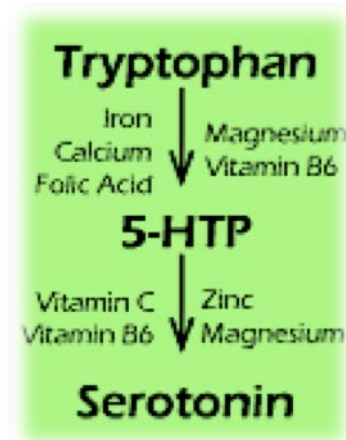 Tryptophan
Iron
Calcium
Folic Acid
Magnesium
Vitamin B6
5-HTP
Vitamin C
Vitamin B6
Zinc
Magnesium
Serotonin